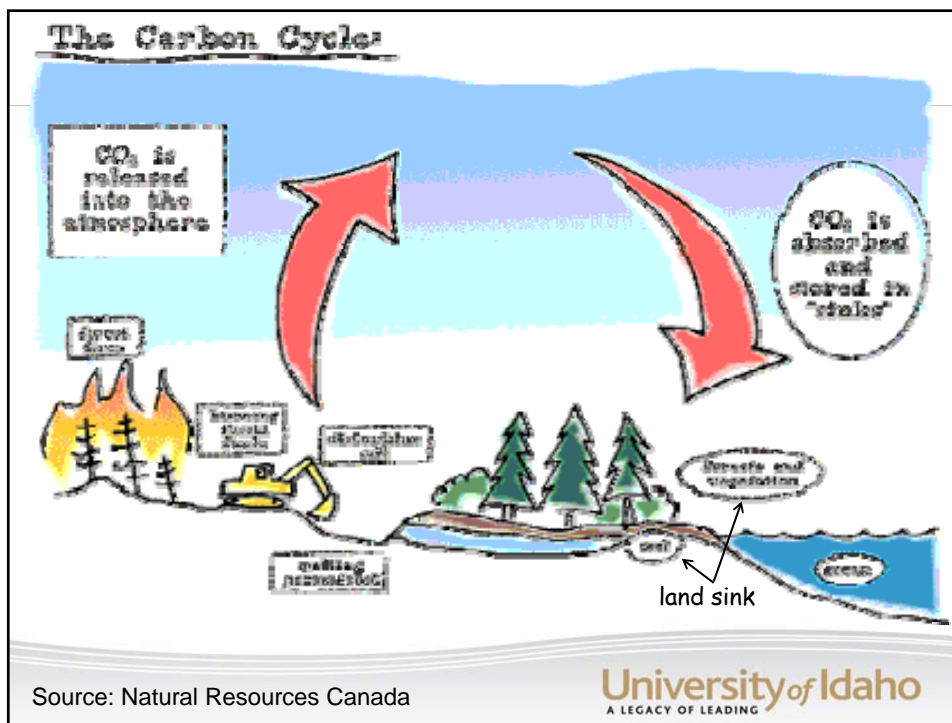 The Carbon Cycle:
CO₂ is
released
into the
atmosphere
CO₂ is
absorbed
and
stored in
"sinks"
forest
fires
burning
fossil
fuels
disturbing
soil
forests and
vegetation
soil
ocean
land sink
Source: Natural Resources Canada
University of Idaho
A LEGACY OF LEADING